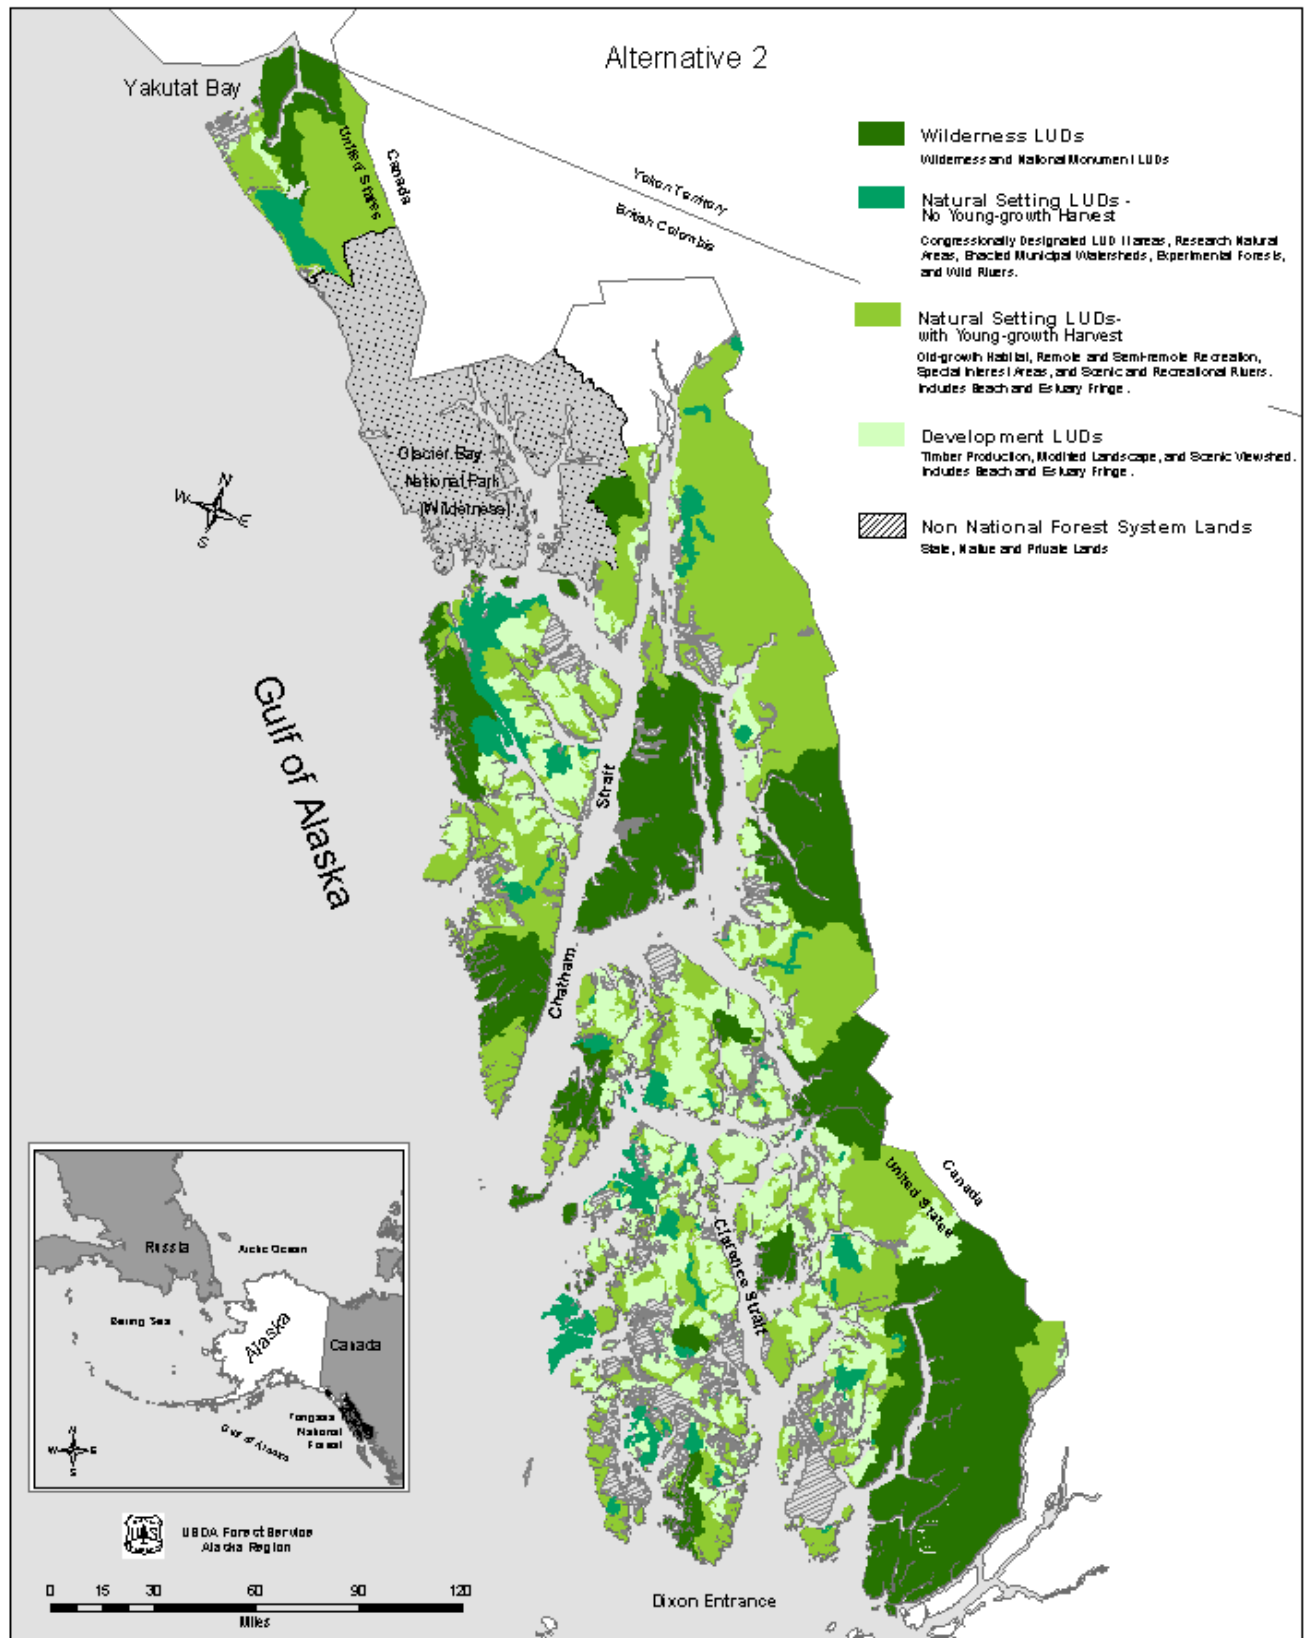 Alternative 2
Yakutat Bay
United States
Canada
Yukon Territory
British Columbia
Wilderness LUDs
Wilderness and National Monument LUDs
Natural Setting LUDs -
No Young-growth Harvest
Congressionally Designated LUD II areas, Research Natural
Areas, Enacted Municipal Watersheds, Experimental Forests,
and Wild Rivers.
Natural Setting LUDs-
with Young-growth Harvest
Old-growth Habitat, Remote and Semi-remote Recreation,
Special Interest Areas, and Scenic and Recreational Rivers.
Includes Beach and Estuary Fringe.
Development LUDs
Timber Production, Modified Landscape, and Scenic Viewshed.
Includes Beach and Estuary Fringe.
Non National Forest System Lands
State, Native and Private Lands
Glacier Bay
National Park
(Wilderness)
N
W
E
S
Gulf of Alaska
Chatham
Strait
Clarence Strait
United States
Canada
Russia
Arctic Ocean
Bering Sea
Alaska
Canada
Tongass
National
Forest
Gulf of Alaska
N
W
E
S
US
USDA Forest Service
Alaska Region
0 15 30 60 90 120
Miles
Dixon Entrance